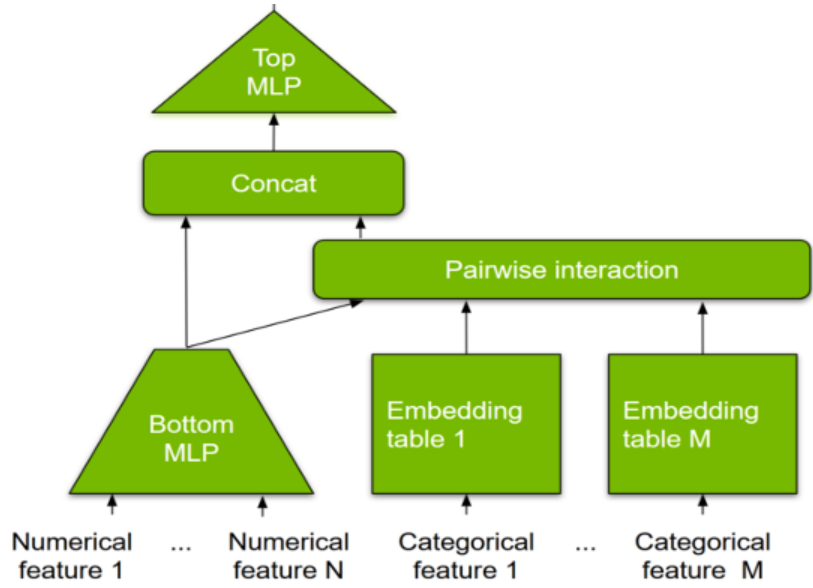 Top
MLP
Concat
Pairwise interaction
Bottom
MLP
Embedding
table 1
Embedding
table M
Numerical
feature 1
...
Numerical
feature N
Categorical
feature 1
...
Categorical
feature M